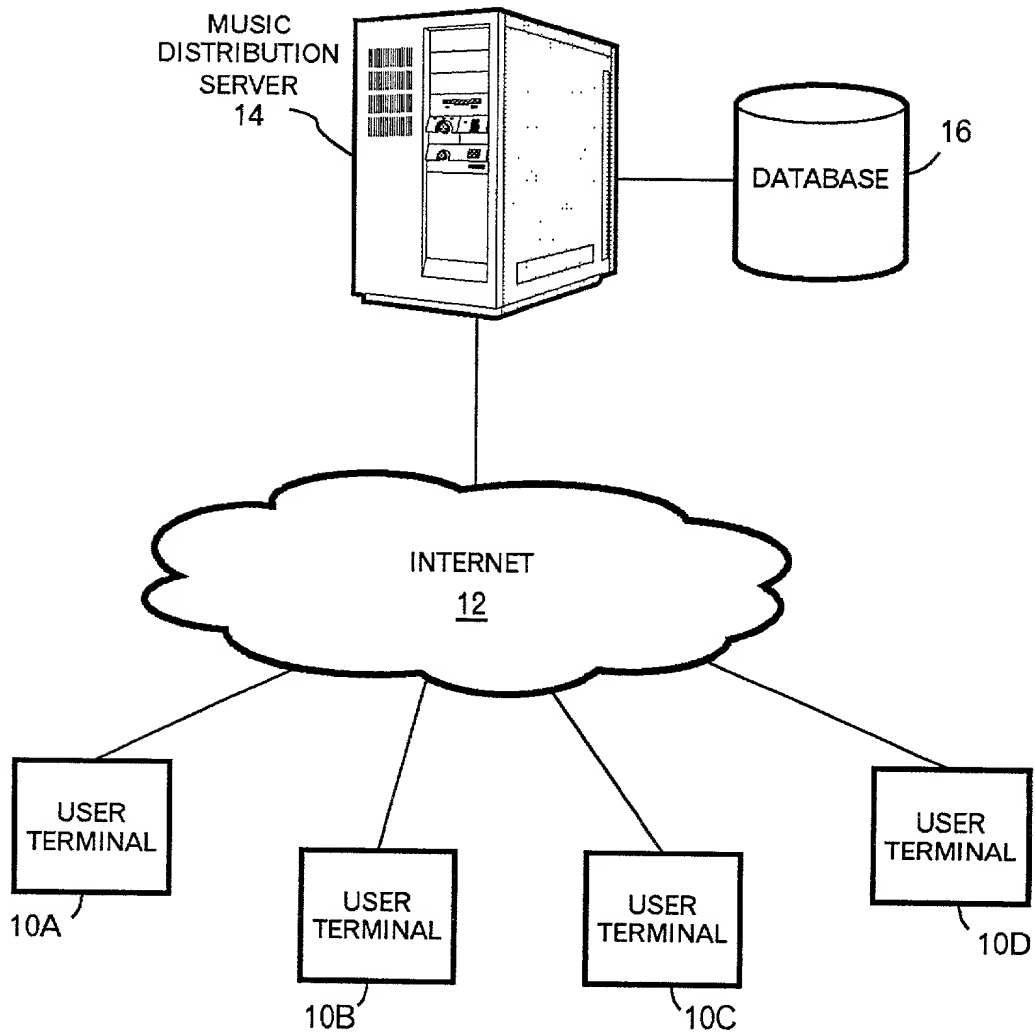 MUSIC
DISTRIBUTION
SERVER
14
DATABASE
16
INTERNET
12
USER
TERMINAL
10A
USER
TERMINAL
10B
USER
TERMINAL
10C
USER
TERMINAL
10D